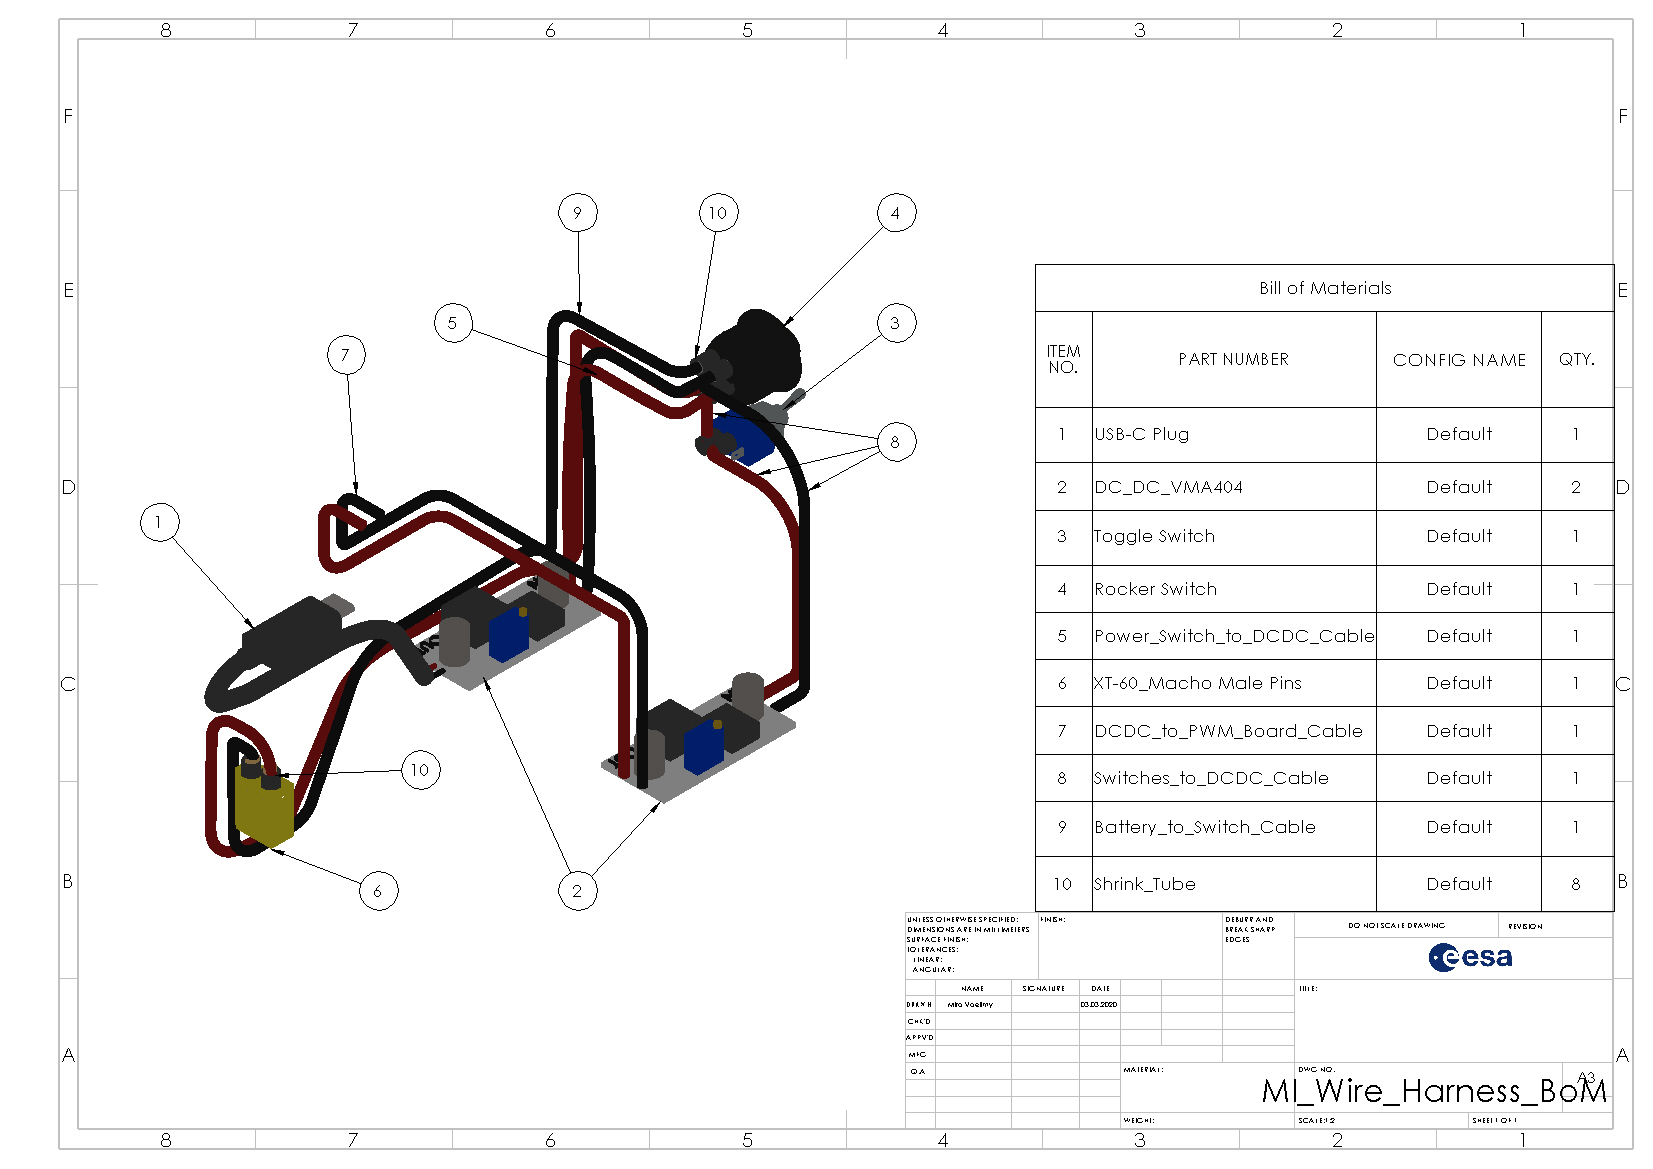 8 7 6 5 4 3 2 1
F F
E E
D D
C C
B B
A A
9
10
4
5
3
7
8
1
10
6
2
Bill of Materials
ITEM NO. PART NUMBER CONFIG NAME QTY.
1 USB-C Plug Default 1
2 DC_DC_VMA404 Default 2
3 Toggle Switch Default 1
4 Rocker Switch Default 1
5 Power_Switch_to_DCDC_Cable Default 1
6 XT-60_Macho Male Pins Default 1
7 DCDC_to_PWM_Board_Cable Default 1
8 Switches_to_DCDC_Cable Default 1
9 Battery_to_Switch_Cable Default 1
10 Shrink_Tube Default 8
UNLESS OTHERWISE SPECIFIED:
DIMENSIONS ARE IN MILLIMETERS
SURFACE FINISH:
TOLERANCES:
LINEAR:
ANGULAR:
FINISH:
DEBURR AND
BREAK SHARP
EDGES
DO NOT SCALE DRAWING
REVISION
esa
NAME SIGNATURE DATE
DRAWN 03.03.2020
CHK'D
APPV'D
MFG
Q.A
TITLE:
MATERIAL:
DWG NO.
MI_Wire_Harness_BoM
A3
WEIGHT:
SCALE:1:2
SHEET 1 OF 1
8 7 6 5 4 3 2 1